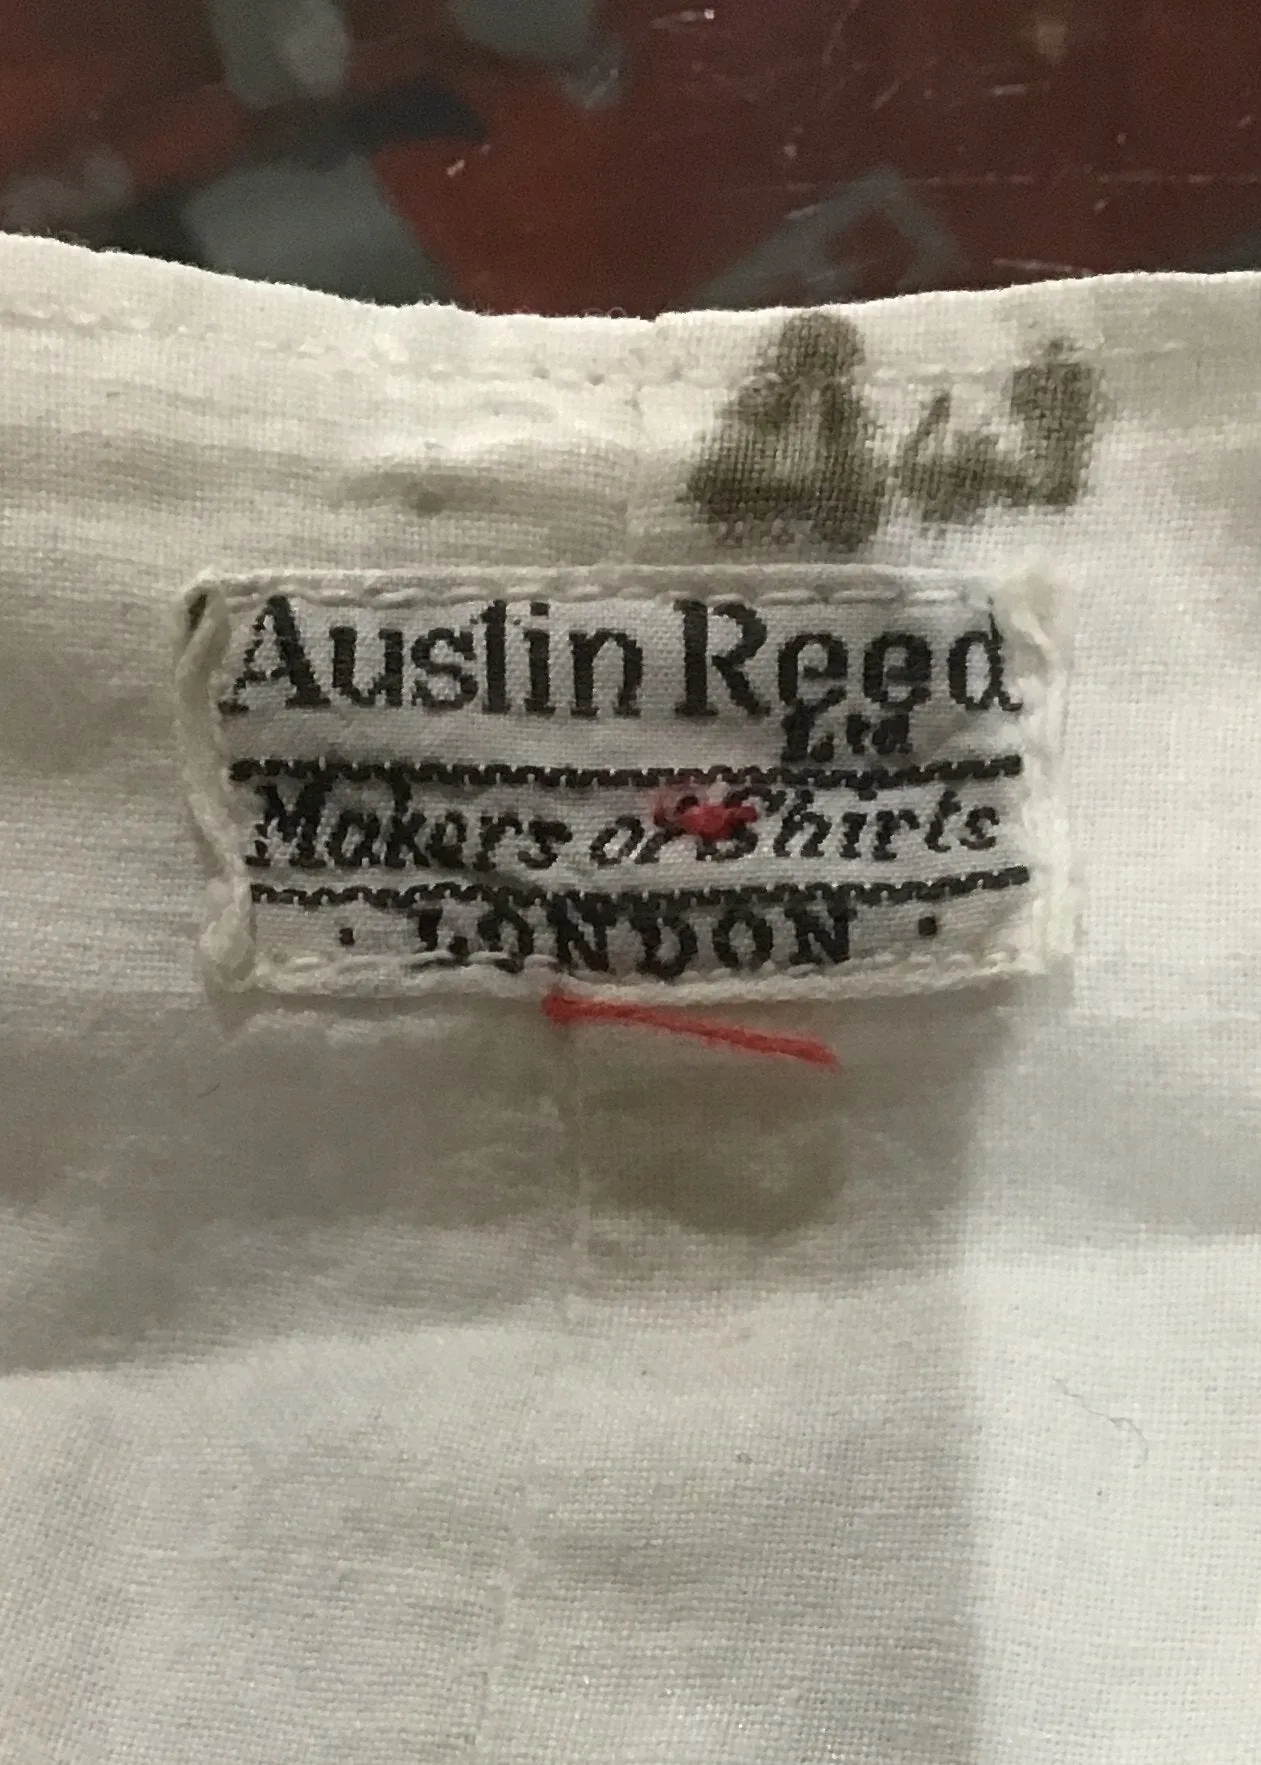 Austin Reed
Ltd
Makers of Shirts
· LONDON ·